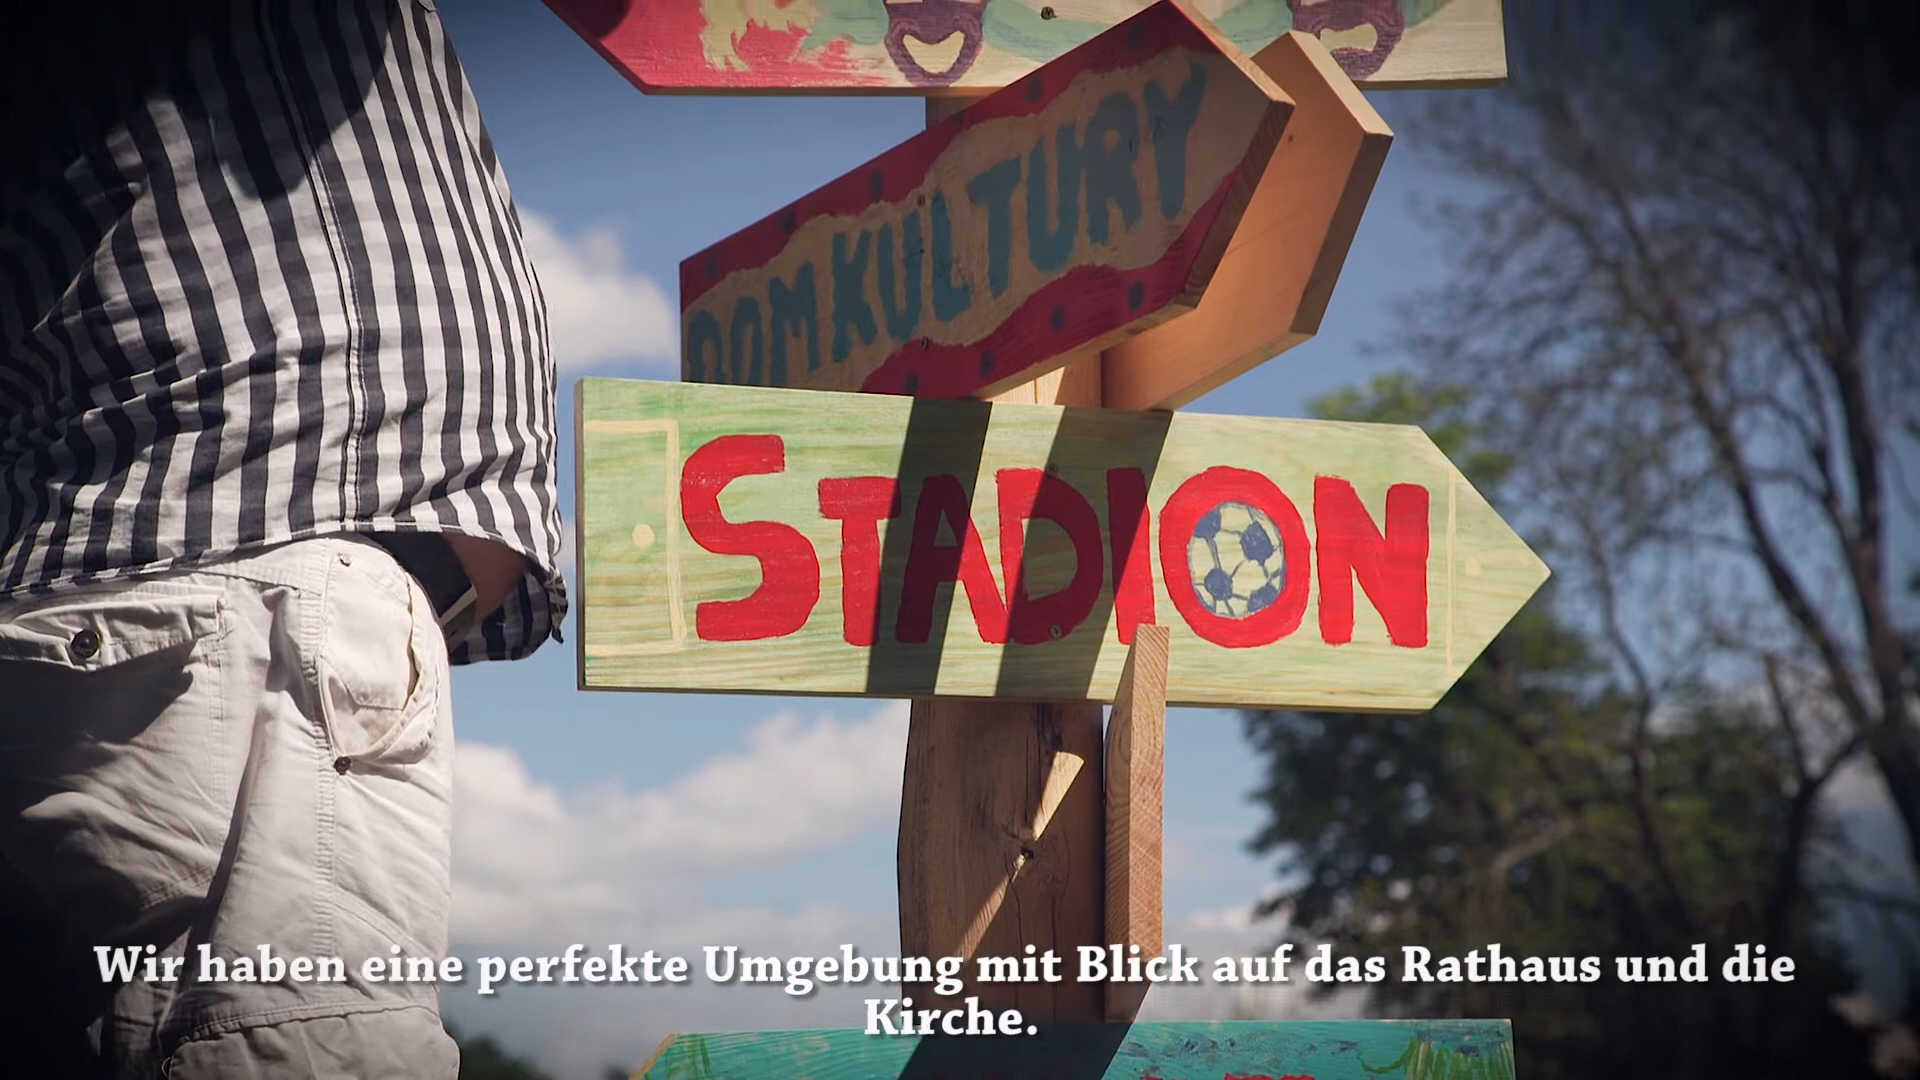 DOM KULTURY
STADION
Wir haben eine perfekte Umgebung mit Blick auf das Rathaus und die
Kirche.